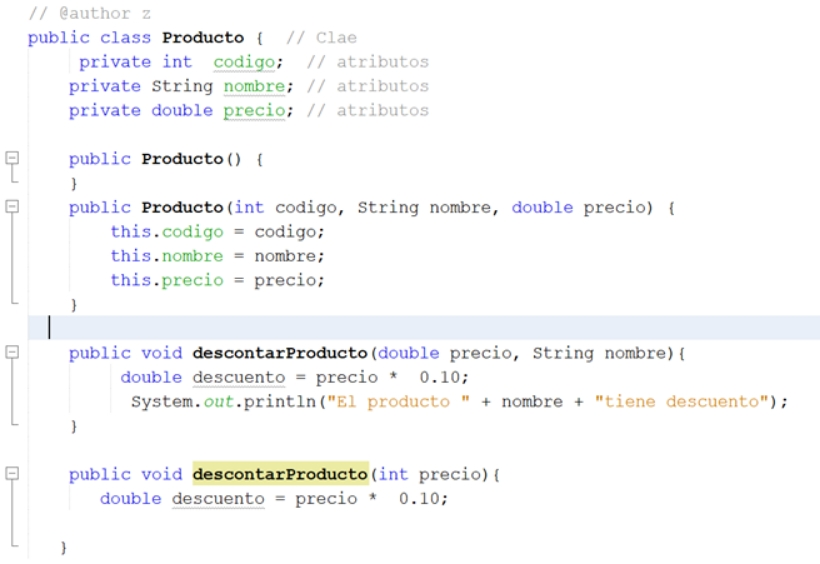 // @author z
public class Producto {  // Clae
private int  codigo;  // atributos
private String nombre; // atributos
private double precio; // atributos
public Producto() {
}
public Producto(int codigo, String nombre, double precio) {
this.codigo = codigo;
this.nombre = nombre;
this.precio = precio;
}
public void descontarProducto(double precio, String nombre){
double descuento = precio *  0.10;
System.out.println("El producto " + nombre + "tiene descuento");
}
public void descontarProducto(int precio){
double descuento = precio *  0.10;
}